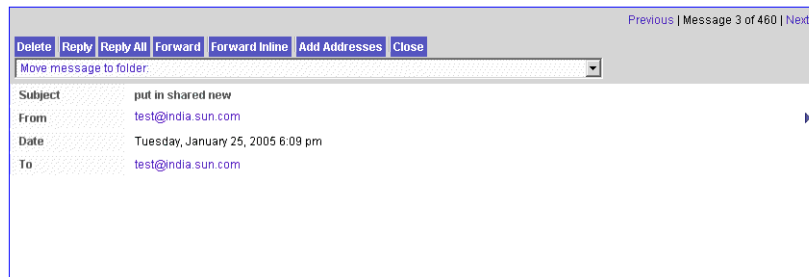 Previous | Message 3 of 460 | Next
Delete Reply Reply All Forward Forward Inline Add Addresses Close
Move message to folder:
Subject put in shared new
From test@india.sun.com
Date Tuesday, January 25, 2005 6:09 pm
To test@india.sun.com